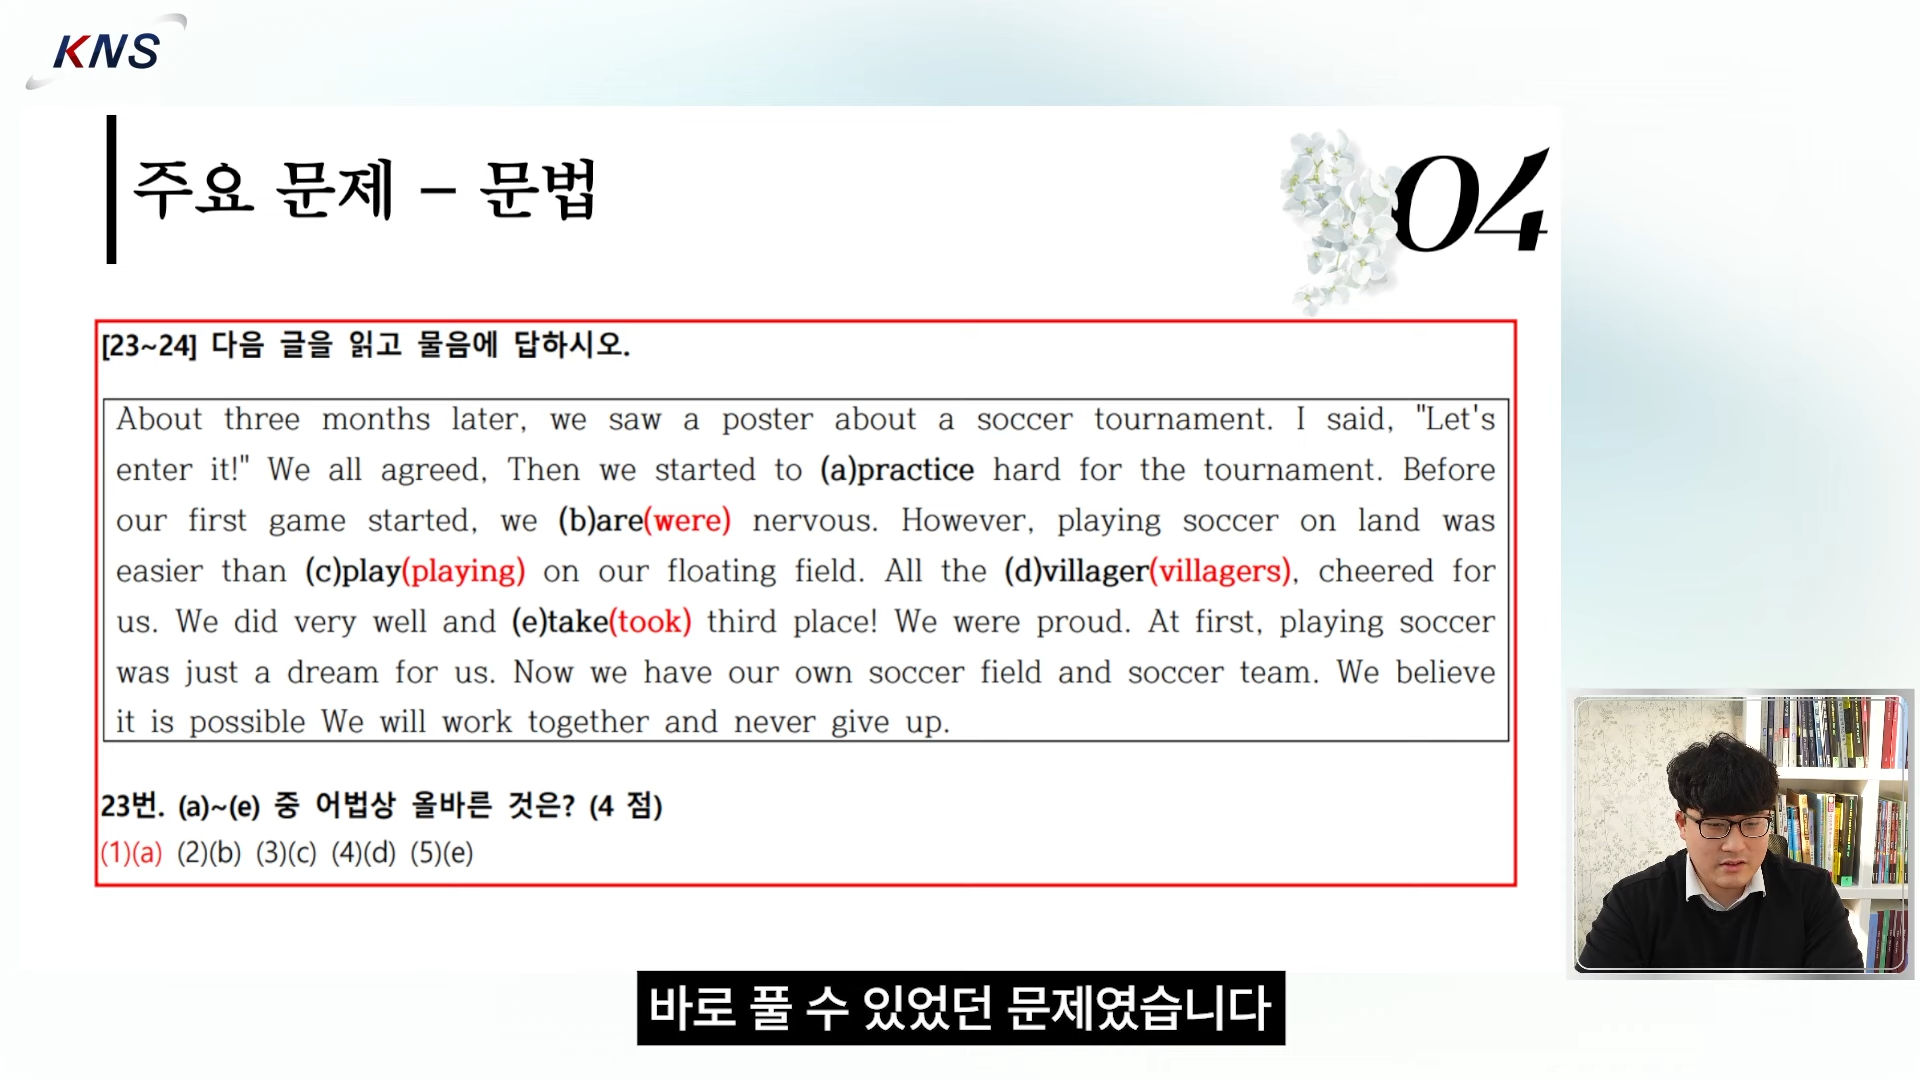 KNS
주요 문제 – 문법
04
[23~24] 다음 글을 읽고 물음에 답하시오.
About three months later, we saw a poster about a soccer tournament. I said, "Let's
enter it!" We all agreed, Then we started to (a)practice hard for the tournament. Before
our first game started, we (b)are(were) nervous. However, playing soccer on land was
easier than (c)play(playing) on our floating field. All the (d)villager(villagers), cheered for
us. We did very well and (e)take(took) third place! We were proud. At first, playing soccer
was just a dream for us. Now we have our own soccer field and soccer team. We believe
it is possible We will work together and never give up.
23번. (a)~(e) 중 어법상 올바른 것은? (4 점)
(1)(a) (2)(b) (3)(c) (4)(d) (5)(e)
바로 풀 수 있었던 문제였습니다